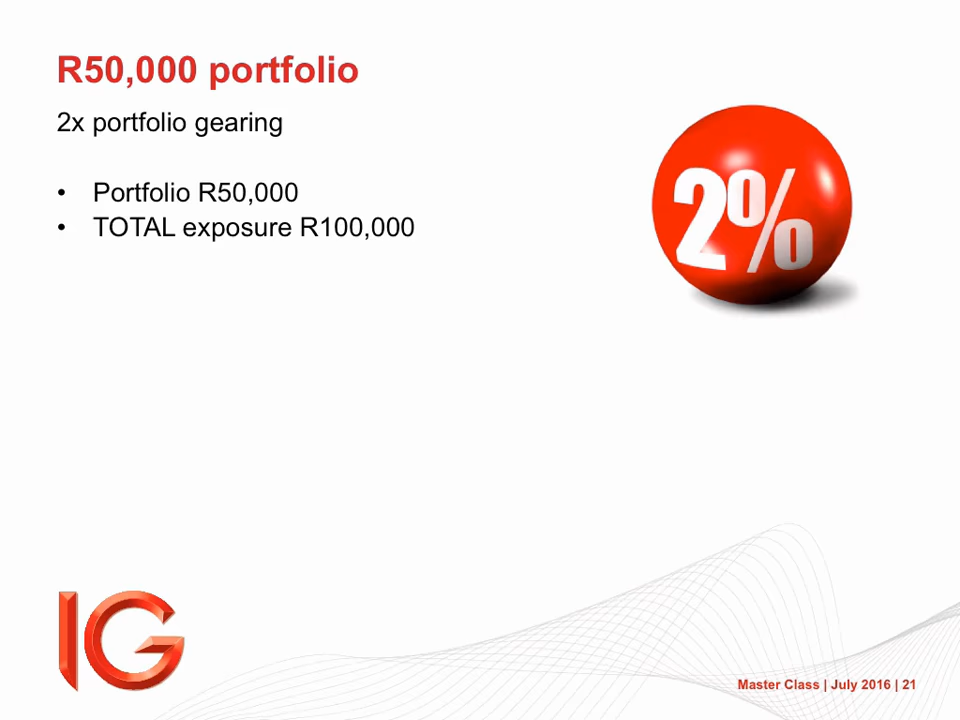 R50,000 portfolio
2x portfolio gearing
• Portfolio R50,000
• TOTAL exposure R100,000
2%
IG
Master Class | July 2016 | 21